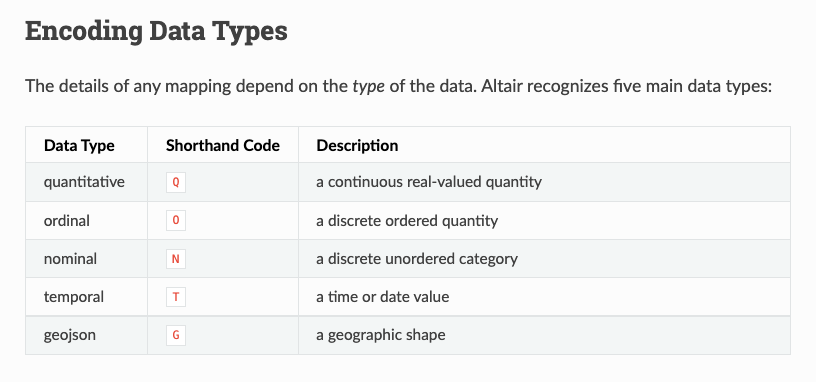 Encoding Data Types
The details of any mapping depend on the type of the data. Altair recognizes five main data types:
Data Type Shorthand Code Description
quantitative Q a continuous real-valued quantity
ordinal O a discrete ordered quantity
nominal N a discrete unordered category
temporal T a time or date value
geojson G a geographic shape